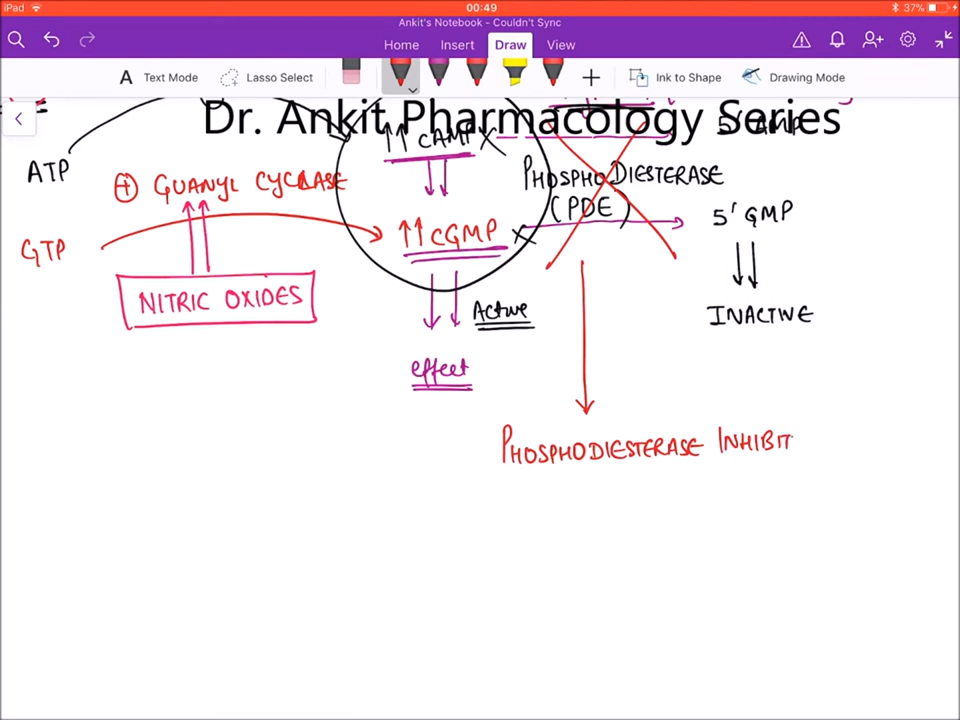 iPad 00:49 37%
Ankit's Notebook - Couldn't Sync
Home Insert Draw View
Text Mode Lasso Select Ink to Shape Drawing Mode
Dr. Ankit Pharmacology Series
ATP
↑↑ cAMP
5' AMP
+ GUANYL CYCLASE
PHOSPHODIESTERASE
(PDE)
GTP
↑↑ cGMP
5' GMP
NITRIC OXIDES
Active
INACTIVE
effect
PHOSPHODIESTERASE INHIBIT